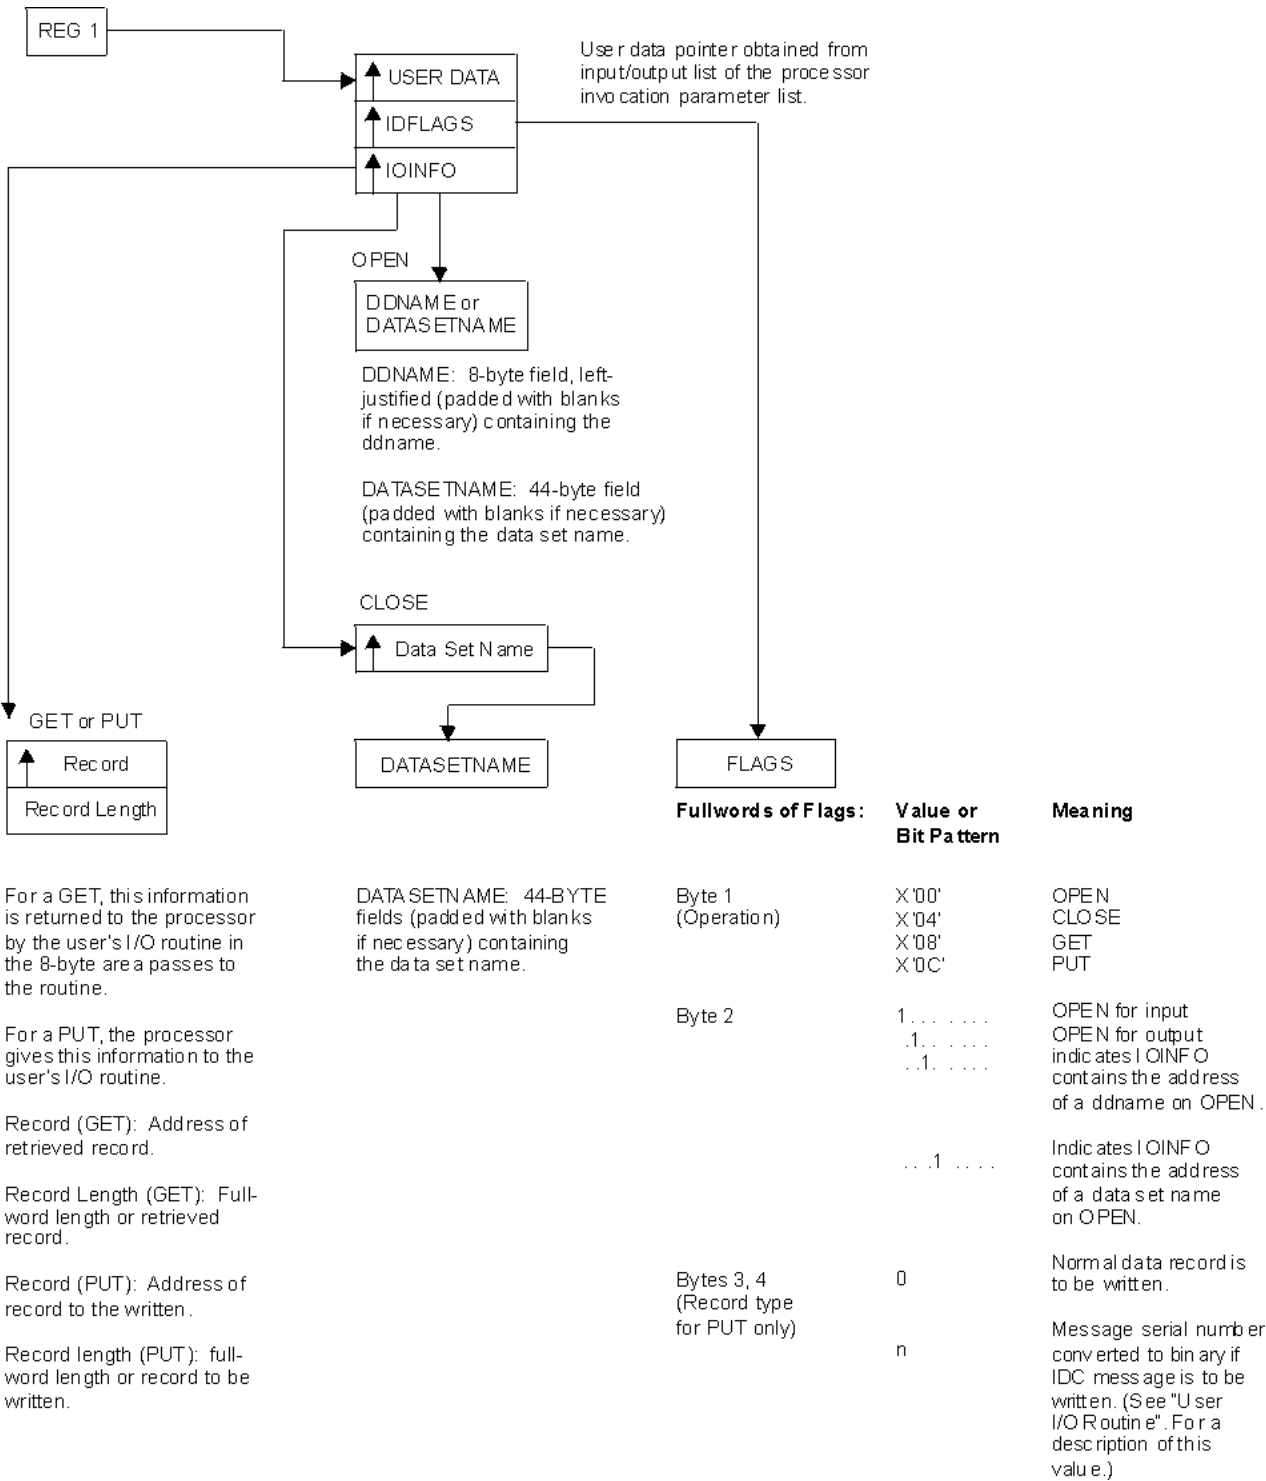 REG 1
User data pointer obtained from
input/output list of the processor
invocation parameter list.
USER DATA
IDFLAGS
IOINFO
OPEN
DDNAME or
DATASETNAME
DDNAME: 8-byte field, left-
justified (padded with blanks
if necessary) containing the
ddname.
DATASETNAME: 44-byte field
(padded with blanks if necessary)
containing the data set name.
CLOSE
Data Set Name
DATASETNAME
GET or PUT
Record
Record Length
FLAGS
For a GET, this information
is returned to the processor
by the user's I/O routine in
the 8-byte area passes to
the routine.
For a PUT, the processor
gives this information to the
user's I/O routine.
Record (GET): Address of
retrieved record.
Record Length (GET): Full-
word length or retrieved
record.
Record (PUT): Address of
record to the written.
Record length (PUT): full-
word length or record to be
written.
DATASETNAME: 44-BYTE
fields (padded with blanks
if necessary) containing
the data set name.
Fullwords of Flags: Value or Meaning
Bit Pattern
Byte 1 X'00' OPEN
(Operation) X'04' CLOSE
X'08' GET
X'0C' PUT
Byte 2 1....... OPEN for input
.1...... OPEN for output
..1..... indicates IOINFO
contains the address
of a ddname on OPEN.
...1 .... Indicates IOINFO
contains the address
of a data set name
on OPEN.
Bytes 3, 4 0 Normal data record is
(Record type to be written.
for PUT only)
n Message serial number
converted to binary if
IDC message is to be
written. (See "User
I/O Routine". For a
description of this
value.)